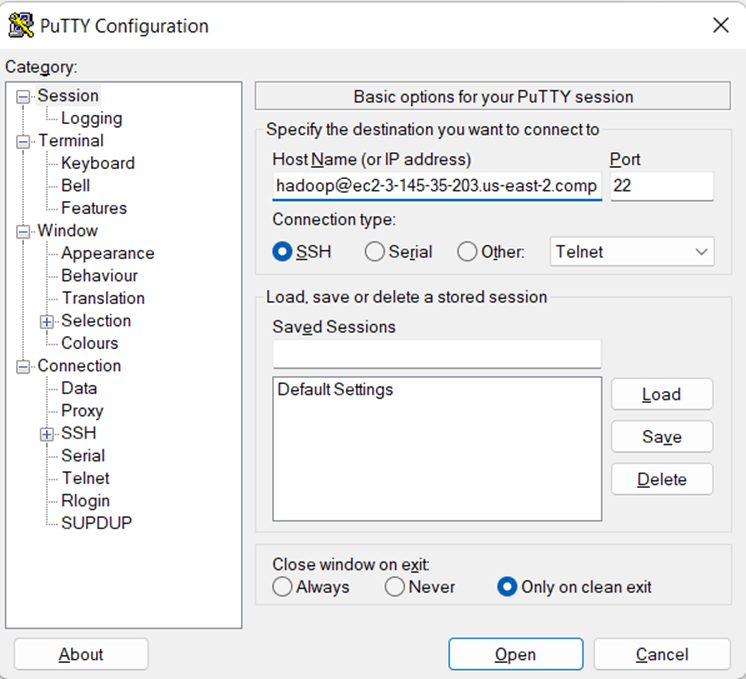 PuTTY Configuration
Category:
Session
Logging
Terminal
Keyboard
Bell
Features
Window
Appearance
Behaviour
Translation
Selection
Colours
Connection
Data
Proxy
SSH
Serial
Telnet
Rlogin
SUPDUP
Basic options for your PuTTY session
Specify the destination you want to connect to
Host Name (or IP address) Port
hadoop@ec2-3-145-35-203.us-east-2.comp 22
Connection type:
SSH Serial Other: Telnet
Load, save or delete a stored session
Saved Sessions
Default Settings
Load
Save
Delete
Close window on exit:
Always Never Only on clean exit
About Open Cancel